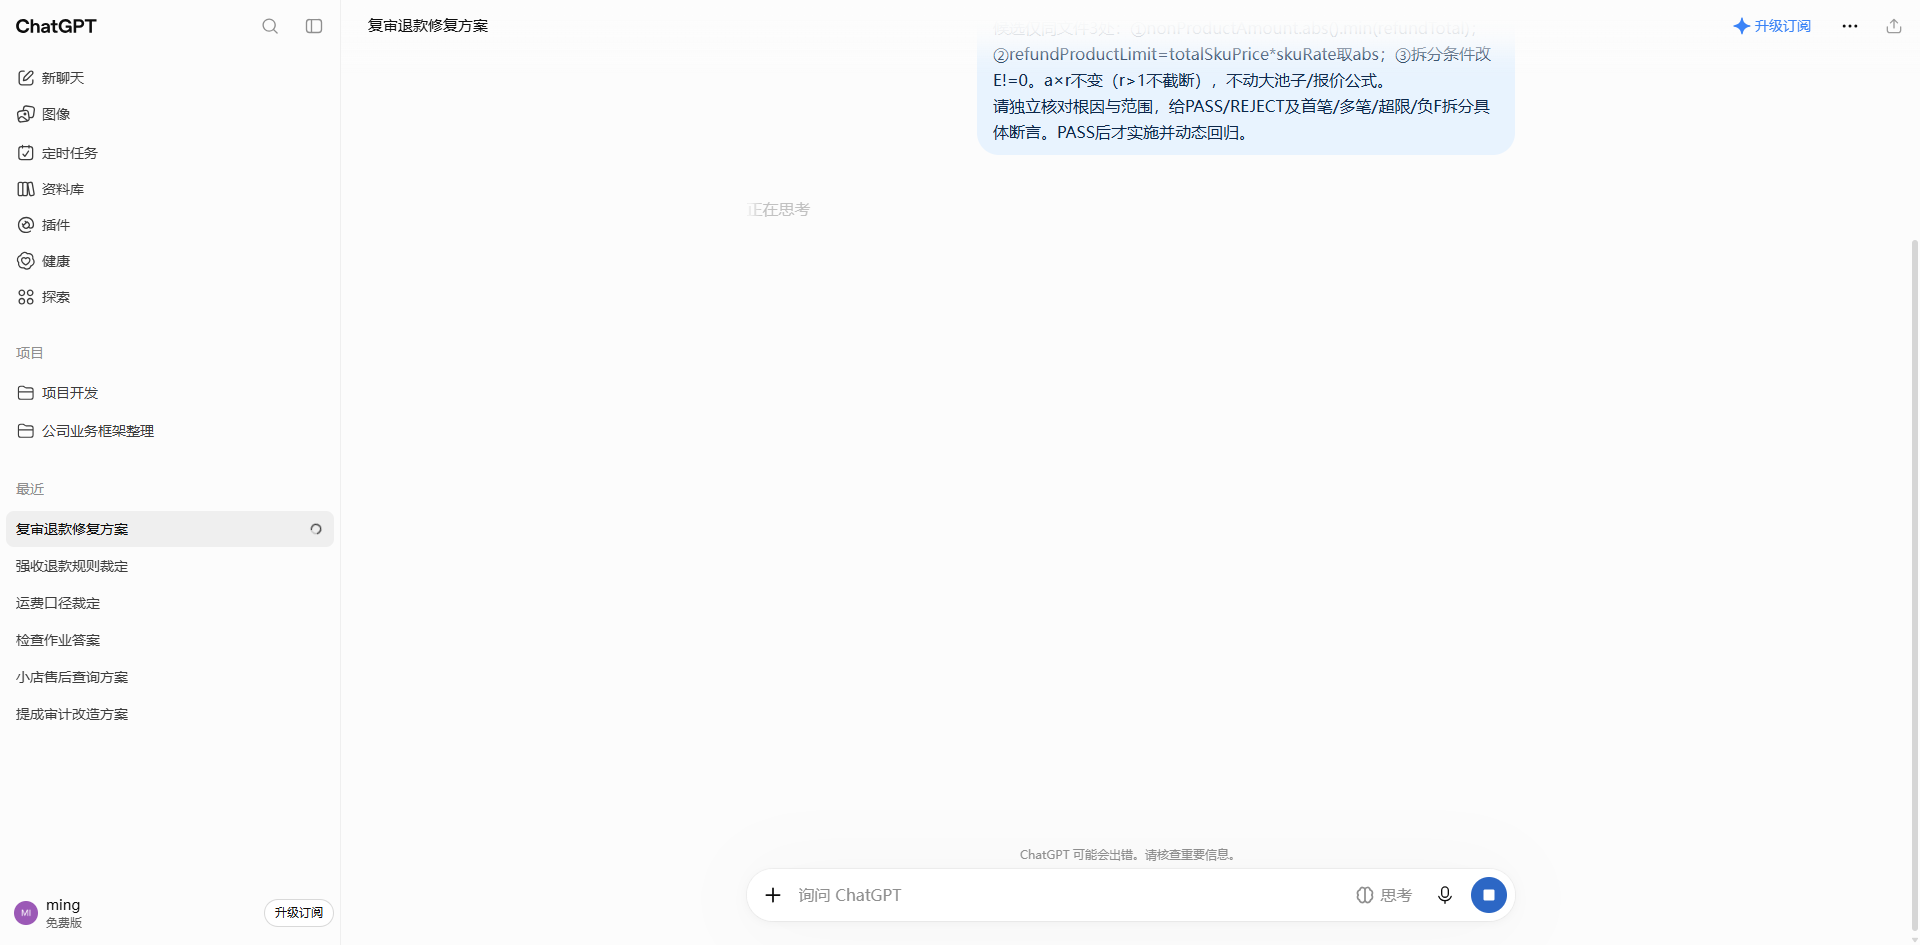 ChatGPT
新聊天
图像
定时任务
资料库
插件
健康
探索
项目
项目开发
公司业务框架整理
最近
复审退款修复方案
强收退款规则裁定
运费口径裁定
检查作业答案
小店售后查询方案
提成审计改造方案
MI
ming
免费版
升级订阅
复审退款修复方案
升级订阅
②refundProductLimit=totalSkuPrice*skuRate取abs；③拆分条件改
E!=0。a×r不变（r>1不截断），不动大池子/报价公式。
请独立核对根因与范围，给PASS/REJECT及首笔/多笔/超限/负F拆分具
体断言。PASS后才实施并动态回归。
正在思考
ChatGPT 可能会出错。请核查重要信息。
询问 ChatGPT
思考